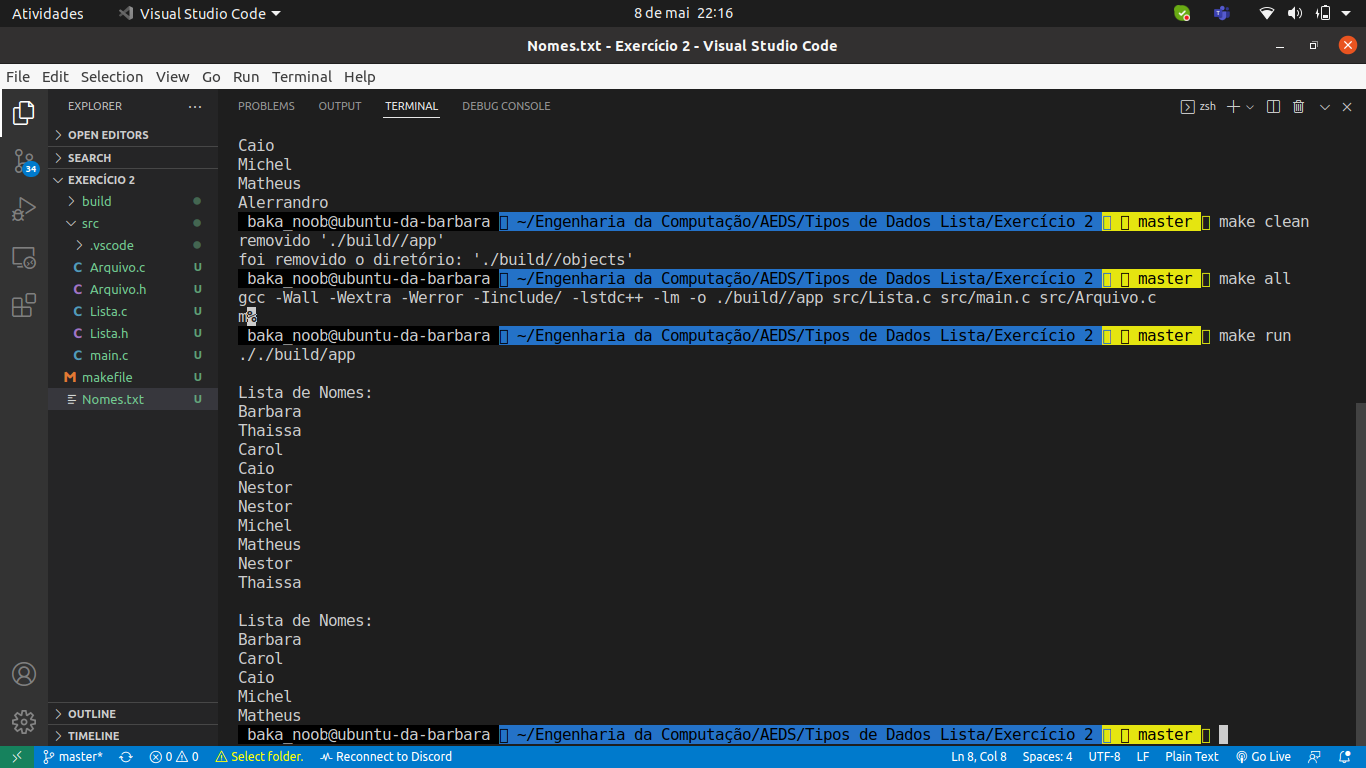 Atividades Visual Studio Code 8 de mai 22:16
Nomes.txt - Exercício 2 - Visual Studio Code
File Edit Selection View Go Run Terminal Help
EXPLORER ...
OPEN EDITORS
SEARCH
EXERCÍCIO 2
build
src
.vscode
C Arquivo.c U
C Arquivo.h U
C Lista.c U
C Lista.h U
C main.c U
M makefile U
Nomes.txt U
OUTLINE
TIMELINE
34
PROBLEMS OUTPUT TERMINAL DEBUG CONSOLE zsh
Caio
Michel
Matheus
Alerrandro
baka_noob@ubuntu-da-barbara ~/Engenharia da Computação/AEDS/Tipos de Dados Lista/Exercício 2 master make clean
removido './build//app'
foi removido o diretório: './build//objects'
baka_noob@ubuntu-da-barbara ~/Engenharia da Computação/AEDS/Tipos de Dados Lista/Exercício 2 master make all
gcc -Wall -Wextra -Werror -Iinclude/ -lstdc++ -lm -o ./build//app src/Lista.c src/main.c src/Arquivo.c
m%
baka_noob@ubuntu-da-barbara ~/Engenharia da Computação/AEDS/Tipos de Dados Lista/Exercício 2 master make run
././build/app
Lista de Nomes:
Barbara
Thaissa
Carol
Caio
Nestor
Nestor
Michel
Matheus
Nestor
Thaissa
Lista de Nomes:
Barbara
Carol
Caio
Michel
Matheus
baka_noob@ubuntu-da-barbara ~/Engenharia da Computação/AEDS/Tipos de Dados Lista/Exercício 2 master
master* 0 0 Select folder. Reconnect to Discord Ln 8, Col 8 Spaces: 4 UTF-8 LF Plain Text Go Live